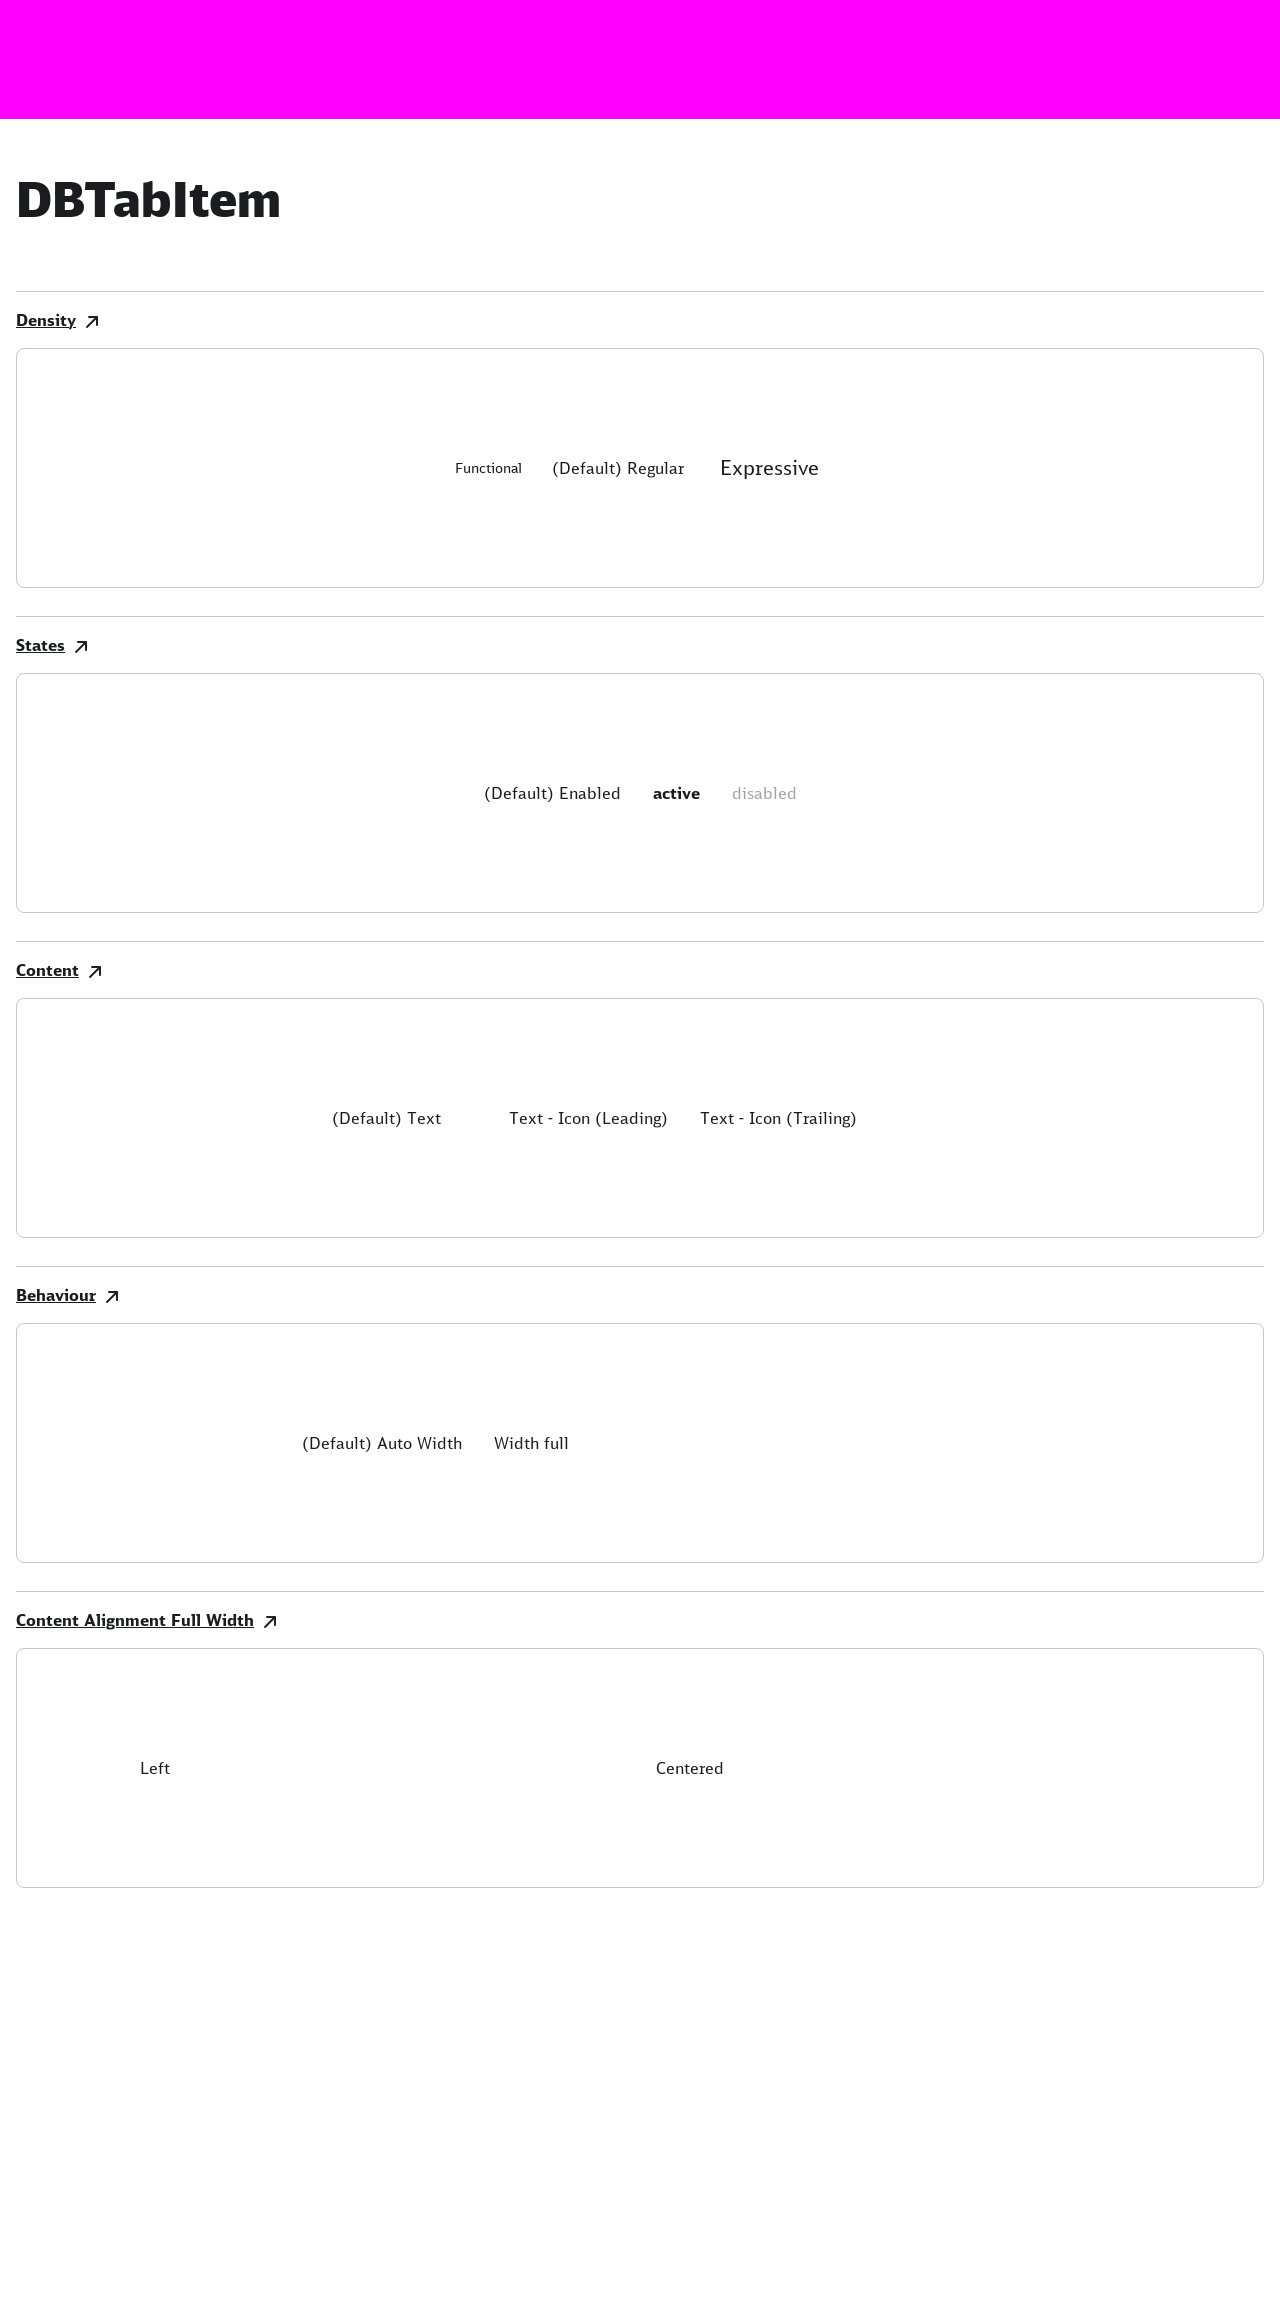 DBTabItem
Density
Functional (Default) Regular Expressive
States
(Default) Enabled active disabled
Content
(Default) Text Text - Icon (Leading) Text - Icon (Trailing)
Behaviour
(Default) Auto Width Width full
Content Alignment Full Width
Left Centered